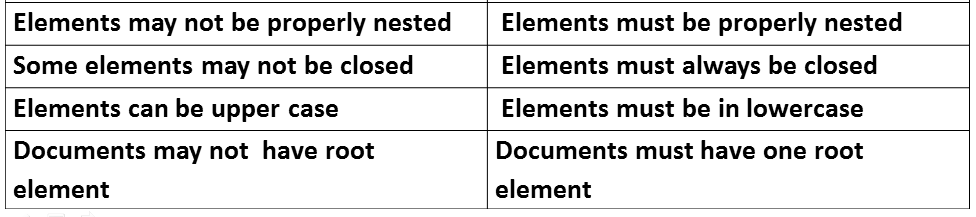 Elements may not be properly nested
Elements must be properly nested
Some elements may not be closed
Elements must always be closed
Elements can be upper case
Elements must be in lowercase
Documents may not have root
element
Documents must have one root
element